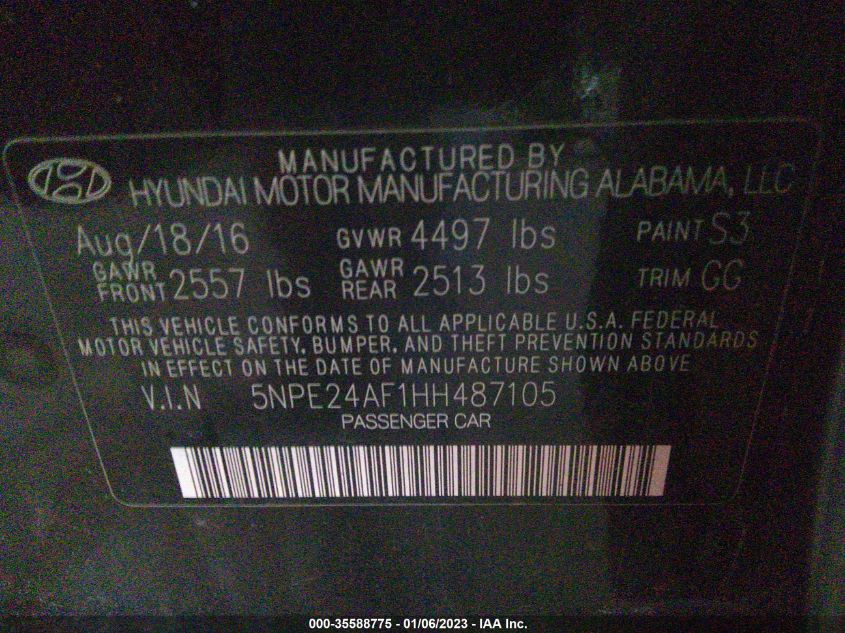 MANUFACTURED BY
HYUNDAI MOTOR MANUFACTURING ALABAMA, LLC
Aug/18/16 GVWR 4497 lbs PAINT S3
GAWR FRONT 2557 lbs GAWR REAR 2513 lbs TRIM GG
THIS VEHICLE CONFORMS TO ALL APPLICABLE U.S.A. FEDERAL
MOTOR VEHICLE SAFETY, BUMPER, AND THEFT PREVENTION STANDARDS
IN EFFECT ON THE DATE OF MANUFACTURE SHOWN ABOVE
V.I.N 5NPE24AF1HH487105
PASSENGER CAR
000-35588775 - 01/06/2023 - IAA Inc.